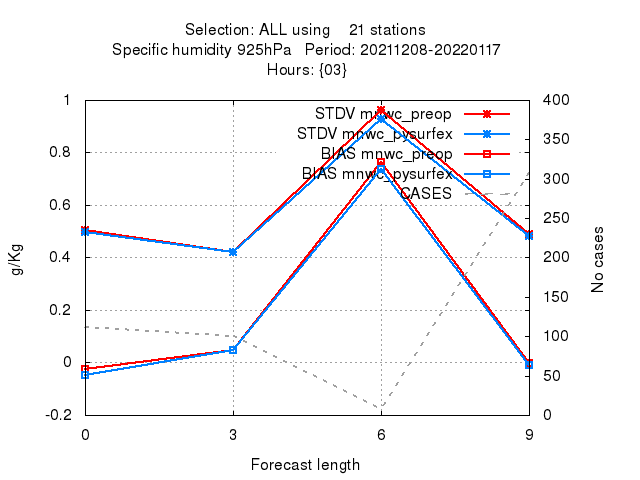 Selection: ALL using    21 stations
Specific humidity 925hPa   Period: 20211208-20220117
Hours: {03}
1
0.8
0.6
0.4
0.2
0
-0.2
g/Kg
STDV mnwc_preop
STDV mnwc_pysurfex
BIAS mnwc_preop
BIAS mnwc_pysurfex
CASES
400
350
300
250
200
150
100
50
0
No cases
0 3 6 9
Forecast length